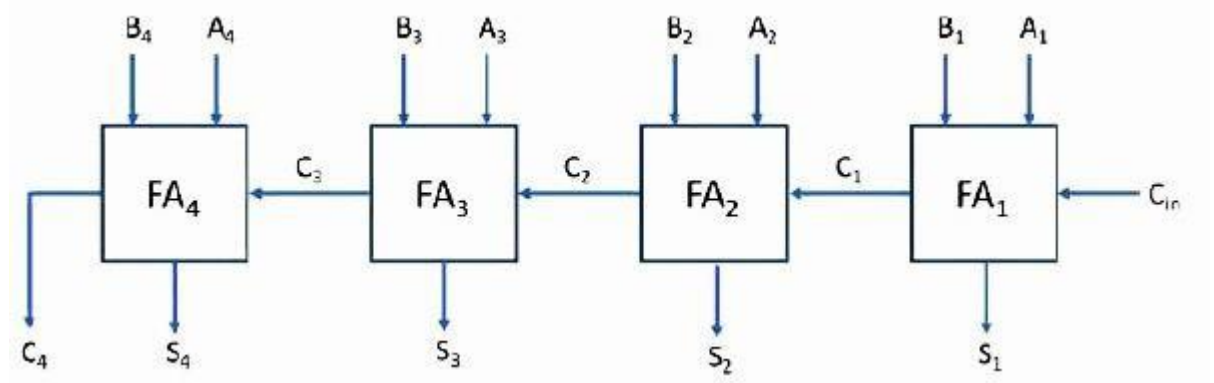 B₄ A₄ B₃ A₃ B₂ A₂ B₁ A₁
C₃ C₂ C₁
FA₄ FA₃ FA₂ FA₁ Cᵢₙ
C₄ S₄ S₃ S₂ S₁